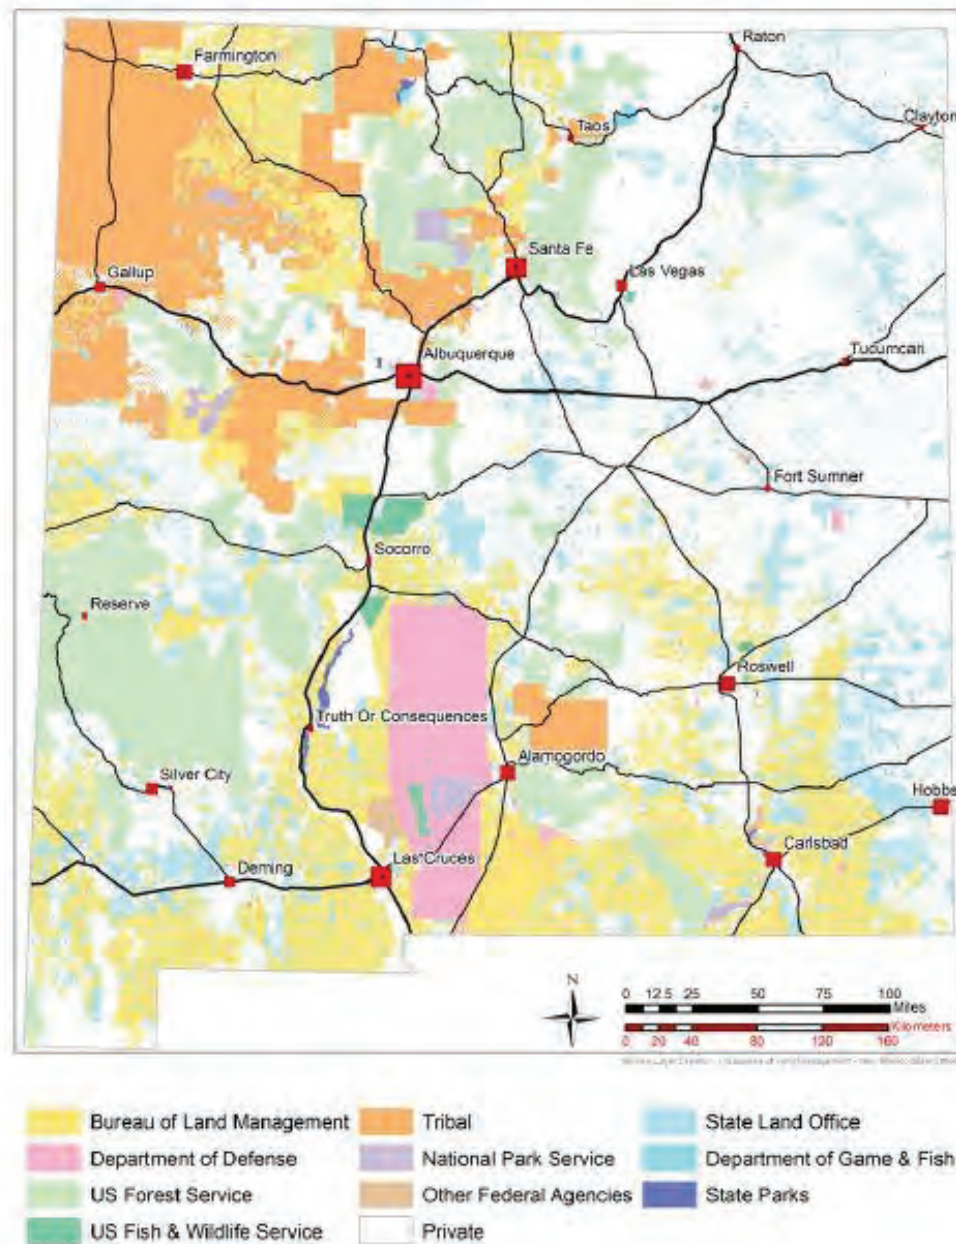 Raton
Farmington
Clayton
Taos
Santa Fe
Las Vegas
Gallup
Albuquerque
Tucumcari
Fort Sumner
Socorro
Reserve
Roswell
Truth Or Consequences
Alamogordo
Silver City
Hobbs
Carlsbad
Las Cruces
Deming
N
0 12.5 25 50 75 100
Miles
Kilometers
0 20 40 80 120 160
Bureau of Land Management
Tribal
State Land Office
Department of Defense
National Park Service
Department of Game & Fish
US Forest Service
Other Federal Agencies
State Parks
US Fish & Wildlife Service
Private